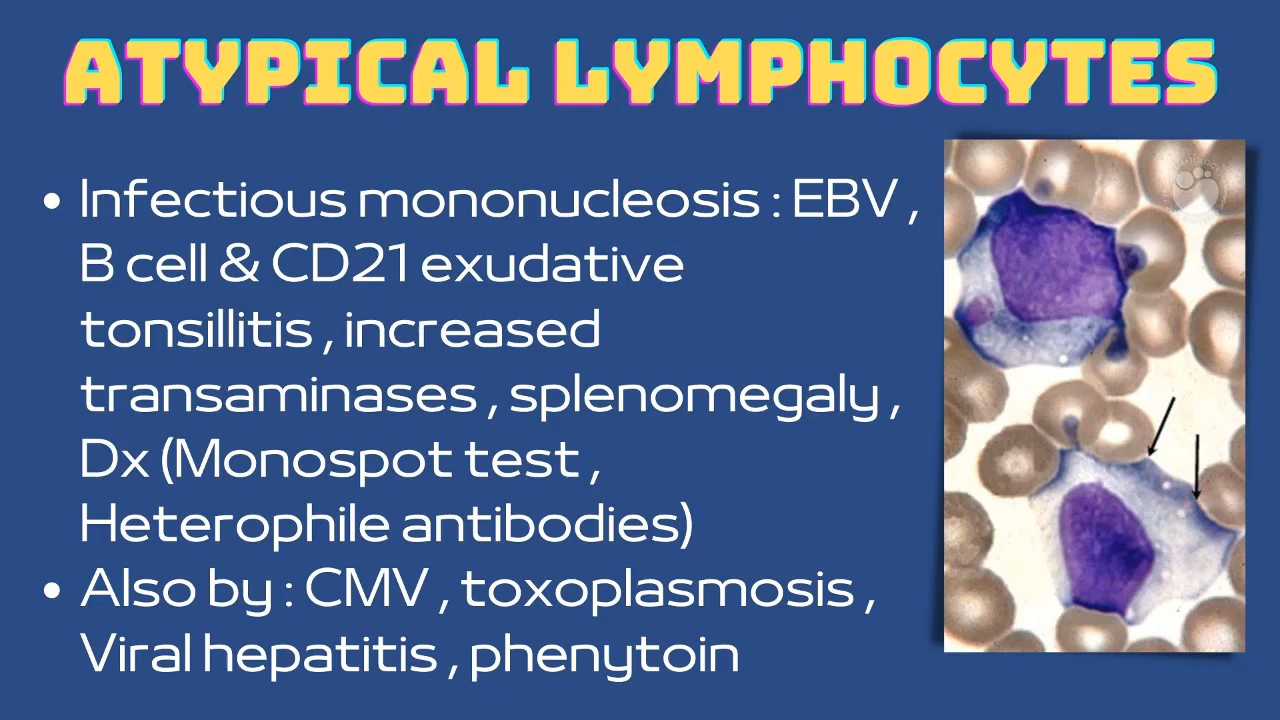 ATYPICAL LYMPHOCYTES
• Infectious mononucleosis : EBV ,
B cell & CD21 exudative
tonsillitis , increased
transaminases , splenomegaly ,
Dx (Monospot test ,
Heterophile antibodies)
• Also by : CMV , toxoplasmosis ,
Viral hepatitis , phenytoin